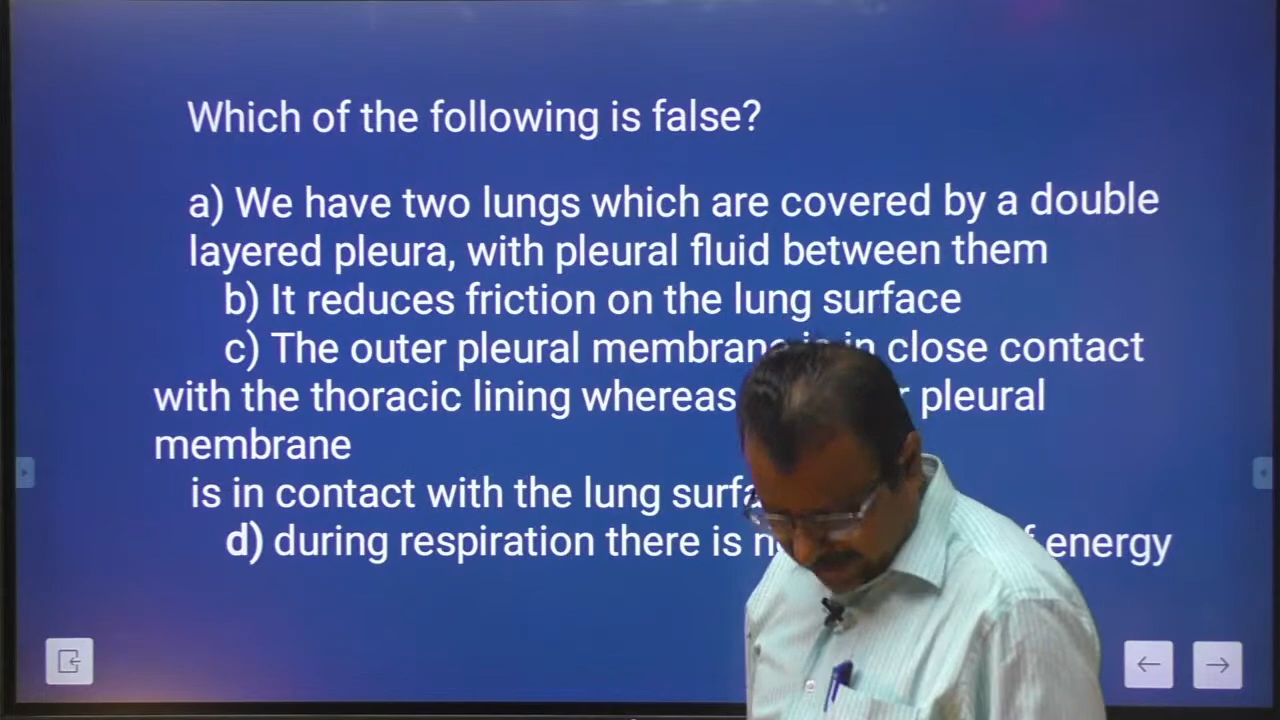 Which of the following is false?
a) We have two lungs which are covered by a double
layered pleura, with pleural fluid between them
b) It reduces friction on the lung surface
c) The outer pleural membrane in close contact
with the thoracic lining whereas pleural
membrane
is in contact with the lung
d) during respiration there is energy